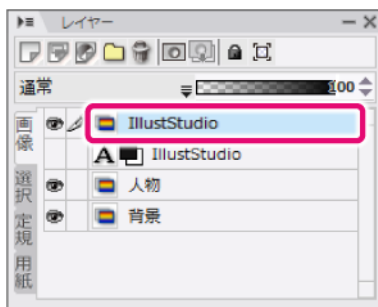 レイヤー
通常
100
画像
IllustStudio
A IllustStudio
選択
人物
定規
背景
用紙